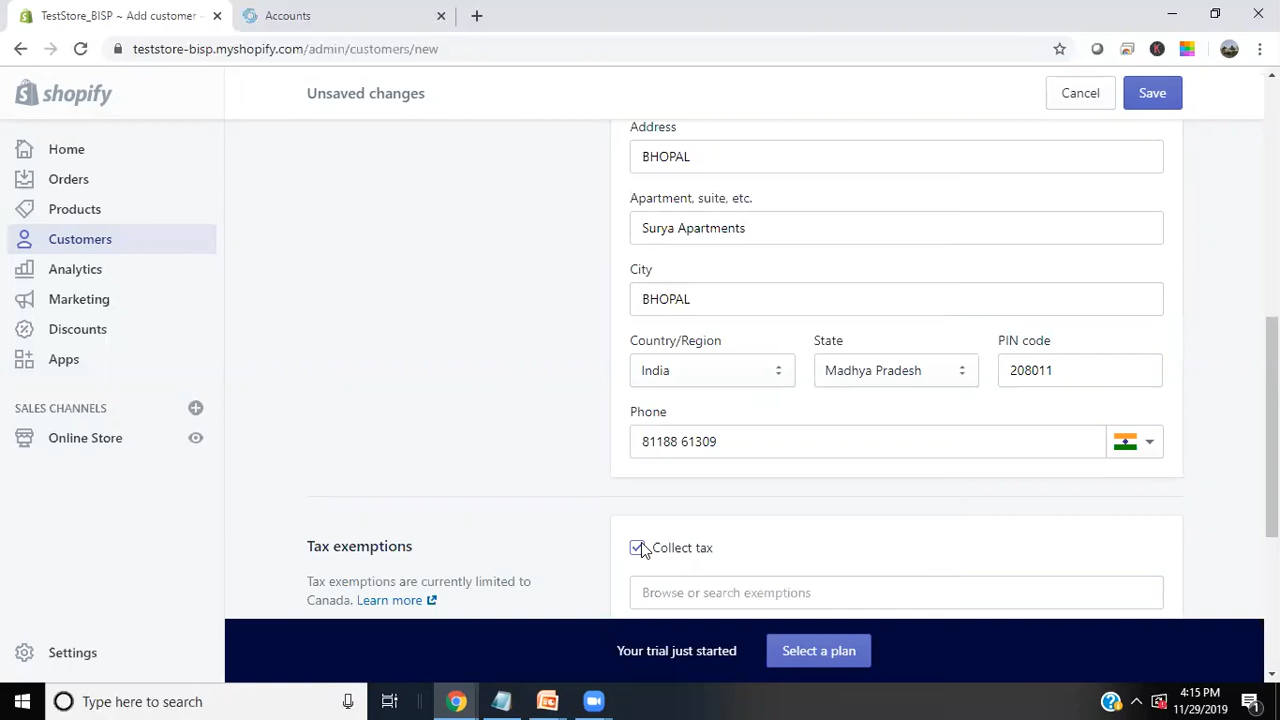 TestStore_BISP ~ Add customer
Accounts
teststore-bisp.myshopify.com/admin/customers/new
shopify
Unsaved changes
Cancel
Save
Home
Orders
Products
Customers
Analytics
Marketing
Discounts
Apps
SALES CHANNELS
Online Store
Settings
Address
BHOPAL
Apartment, suite, etc.
Surya Apartments
City
BHOPAL
Country/Region
State
PIN code
India
Madhya Pradesh
208011
Phone
81188 61309
Tax exemptions
Tax exemptions are currently limited to
Canada. Learn more
Collect tax
Browse or search exemptions
Your trial just started
Select a plan
Type here to search
4:15 PM
11/29/2019